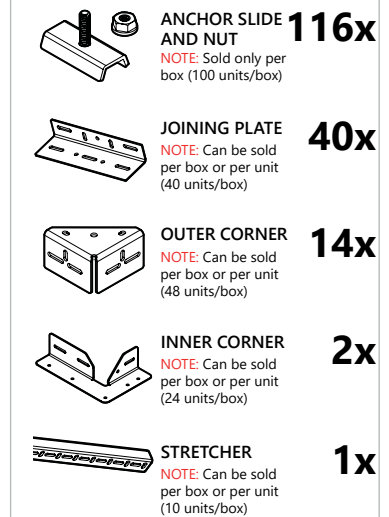 ANCHOR SLIDE 116x
AND NUT
NOTE: Sold only per
box (100 units/box)
JOINING PLATE 40x
NOTE: Can be sold
per box or per unit
(40 units/box)
OUTER CORNER 14x
NOTE: Can be sold
per box or per unit
(48 units/box)
INNER CORNER 2x
NOTE: Can be sold
per box or per unit
(24 units/box)
STRETCHER 1x
NOTE: Can be sold
per box or per unit
(10 units/box)